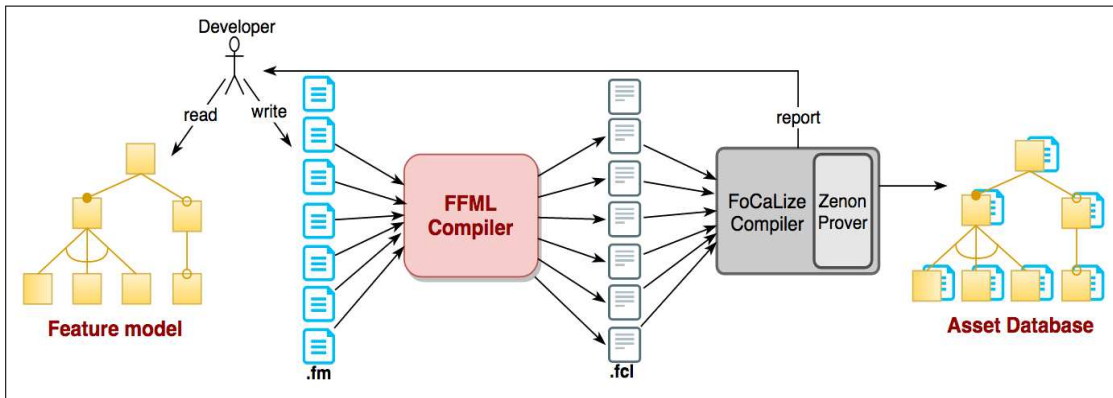 Developer
read
write
report
FFML
Compiler
FoCaLize
Compiler
Zenon
Prover
Feature model
.fm
.fcl
Asset Database